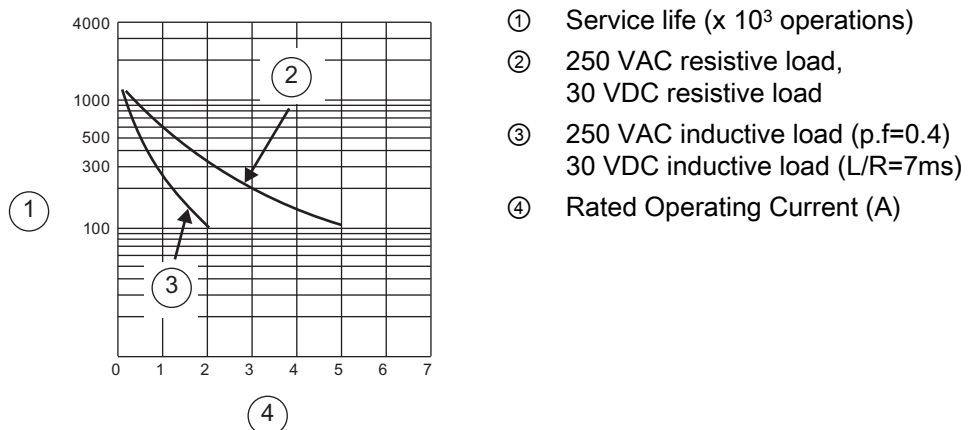 4000
1000
500
300
100
0 1 2 3 4 5 6 7
①
②
③
④
① Service life (x 10³ operations)
② 250 VAC resistive load,
30 VDC resistive load
③ 250 VAC inductive load (p.f=0.4)
30 VDC inductive load (L/R=7ms)
④ Rated Operating Current (A)